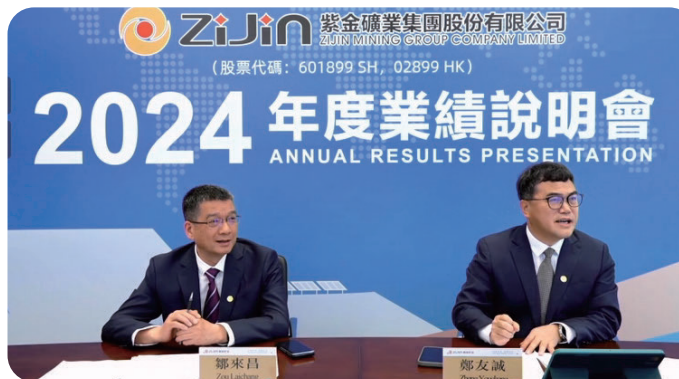 ZIJIN 紫金礦業集團股份有限公司
ZIJIN MINING GROUP COMPANY LIMITED
(股票代碼：601899 SH，02899 HK)
2024 年度業績說明會
ANNUAL RESULTS PRESENTATION
鄒來昌
Zou Laichang
鄭友誠